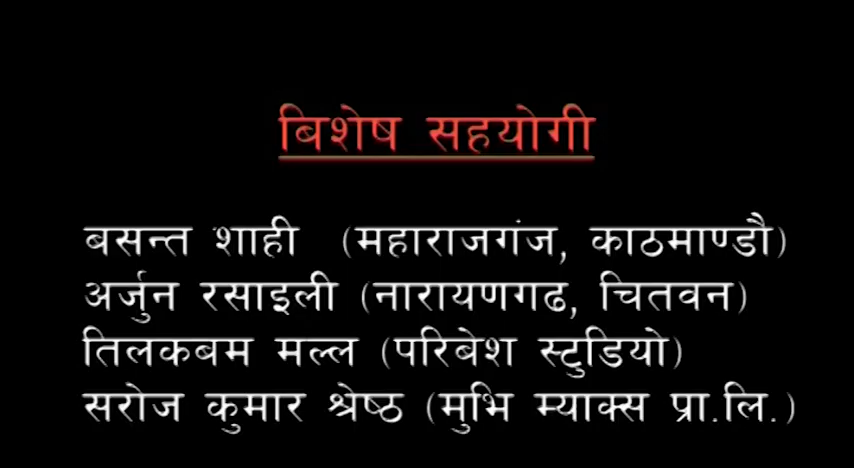 बिशेष सहयोगी
बसन्त शाही (महाराजगंज, काठमाण्डौ)
अर्जुन रसाइली (नारायणगढ, चितवन)
तिलकबम मल्ल (परिबेश स्टुडियो)
सरोज कुमार श्रेष्ठ (मुभि म्याक्स प्रा.लि.)